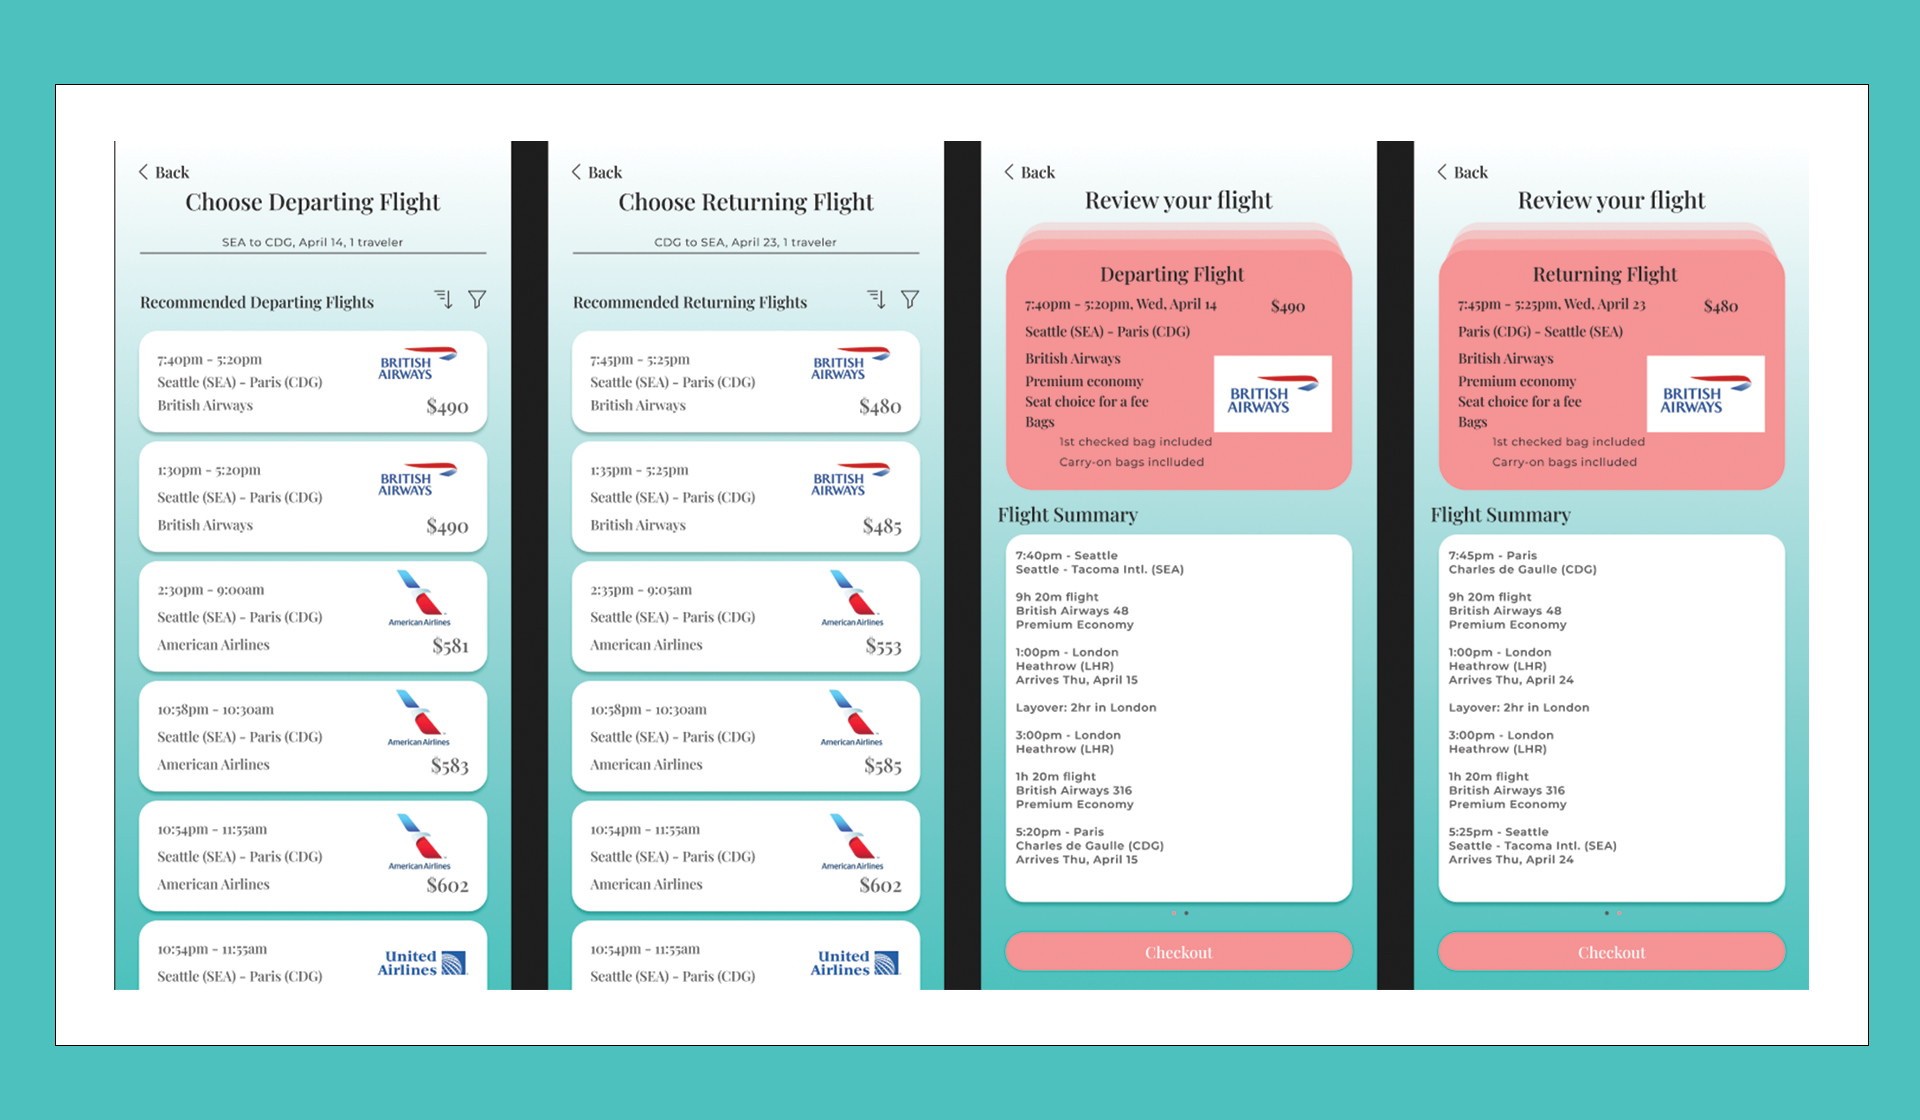 Back
Choose Departing Flight
SEA to CDG, April 14, 1 traveler
Recommended Departing Flights
7:40pm - 5:20pm
Seattle (SEA) - Paris (CDG)
British Airways
BRITISH
AIRWAYS
$490
1:30pm - 5:20pm
Seattle (SEA) - Paris (CDG)
British Airways
BRITISH
AIRWAYS
$490
2:30pm - 9:00am
Seattle (SEA) - Paris (CDG)
American Airlines
American Airlines
$581
10:58pm - 10:30am
Seattle (SEA) - Paris (CDG)
American Airlines
American Airlines
$583
10:54pm - 11:55am
Seattle (SEA) - Paris (CDG)
American Airlines
American Airlines
$602
10:54pm - 11:55am
Seattle (SEA) - Paris (CDG)
United
Airlines
Back
Choose Returning Flight
CDG to SEA, April 23, 1 traveler
Recommended Returning Flights
7:45pm - 5:25pm
Seattle (SEA) - Paris (CDG)
British Airways
BRITISH
AIRWAYS
$480
1:35pm - 5:25pm
Seattle (SEA) - Paris (CDG)
British Airways
BRITISH
AIRWAYS
$485
2:35pm - 9:05am
Seattle (SEA) - Paris (CDG)
American Airlines
American Airlines
$553
10:58pm - 10:30am
Seattle (SEA) - Paris (CDG)
American Airlines
American Airlines
$585
10:54pm - 11:55am
Seattle (SEA) - Paris (CDG)
American Airlines
American Airlines
$602
10:54pm - 11:55am
Seattle (SEA) - Paris (CDG)
United
Airlines
Back
Review your flight
Departing Flight
7:40pm - 5:20pm, Wed, April 14
$490
Seattle (SEA) - Paris (CDG)
British Airways
Premium economy
Seat choice for a fee
Bags
1st checked bag included
Carry-on bags inclluded
BRITISH
AIRWAYS
Flight Summary
7:40pm - Seattle
Seattle - Tacoma Intl. (SEA)
9h 20m flight
British Airways 48
Premium Economy
1:00pm - London
Heathrow (LHR)
Arrives Thu, April 15
Layover: 2hr in London
3:00pm - London
Heathrow (LHR)
1h 20m flight
British Airways 316
Premium Economy
5:20pm - Paris
Charles de Gaulle (CDG)
Arrives Thu, April 15
Checkout
Back
Review your flight
Returning Flight
7:45pm - 5:25pm, Wed, April 23
$480
Paris (CDG) - Seattle (SEA)
British Airways
Premium economy
Seat choice for a fee
Bags
1st checked bag included
Carry-on bags incllluded
BRITISH
AIRWAYS
Flight Summary
7:45pm - Paris
Charles de Gaulle (CDG)
9h 20m flight
British Airways 48
Premium Economy
1:00pm - London
Heathrow (LHR)
Arrives Thu, April 24
Layover: 2hr in London
3:00pm - London
Heathrow (LHR)
1h 20m flight
British Airways 316
Premium Economy
5:25pm - Seattle
Seattle - Tacoma Intl. (SEA)
Arrives Thu, April 24
Checkout